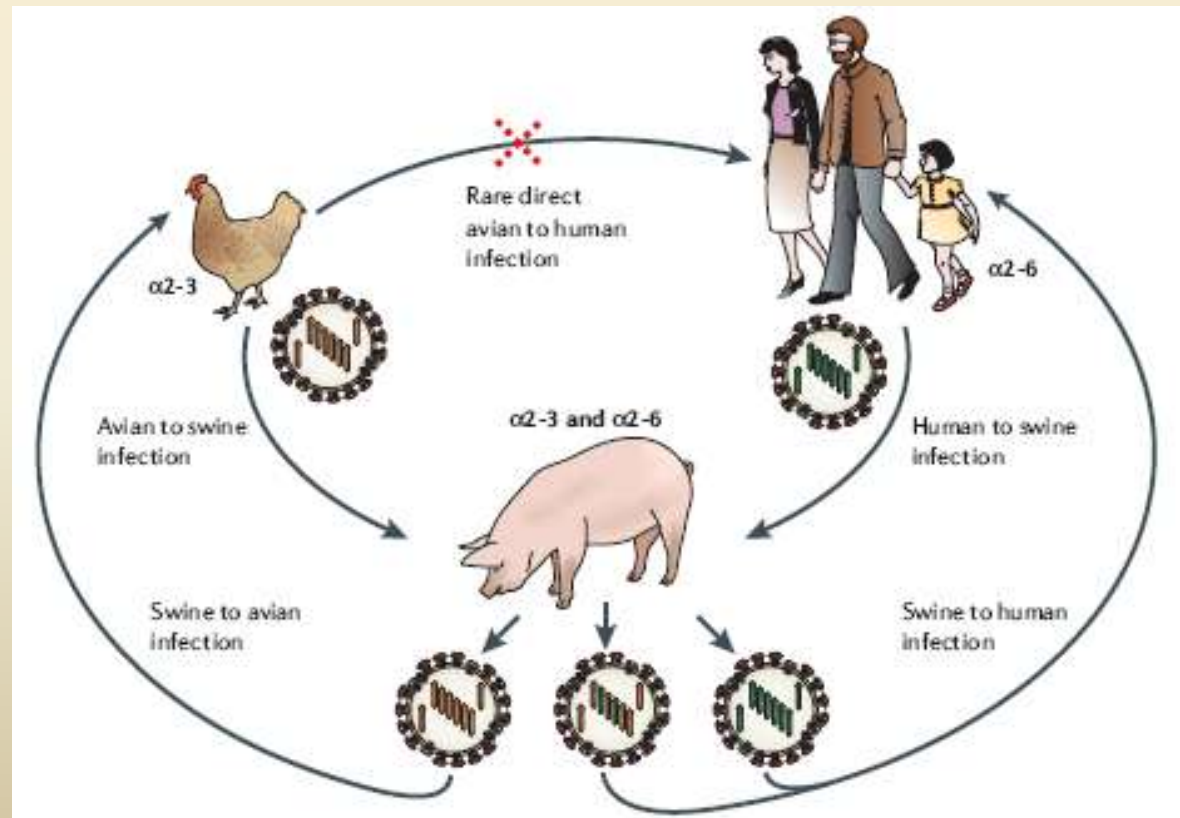 Rare direct
avian to human
infection
α2-3
α2-6
Avian to swine
infection
α2-3 and α2-6
Human to swine
infection
Swine to avian
infection
Swine to human
infection